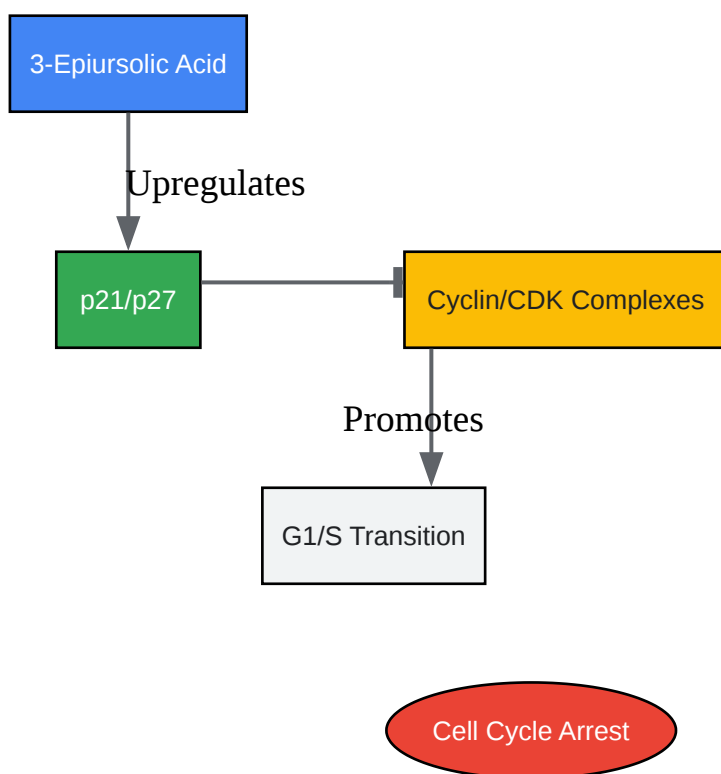 3-Epiursolic Acid
Upregulates
p21/p27
Cyclin/CDK Complexes
Promotes
G1/S Transition
Cell Cycle Arrest